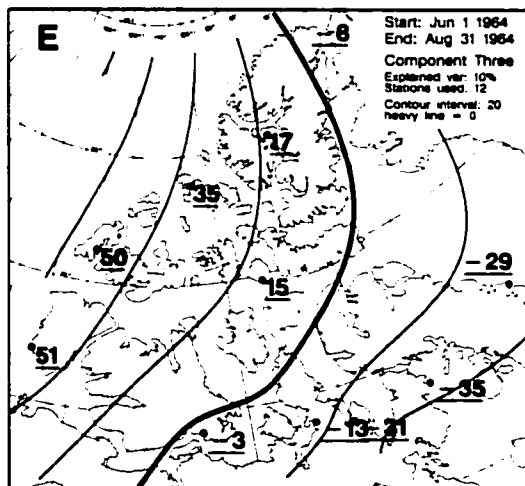 E
Start: Jun 1 1964
End: Aug 31 1964
Component Three
Explained var: 10%
Stations used: 12
Contour interval: 20
heavy line = 0
-6
17
35
50
15
-29
51
-35
-3
-13
-21